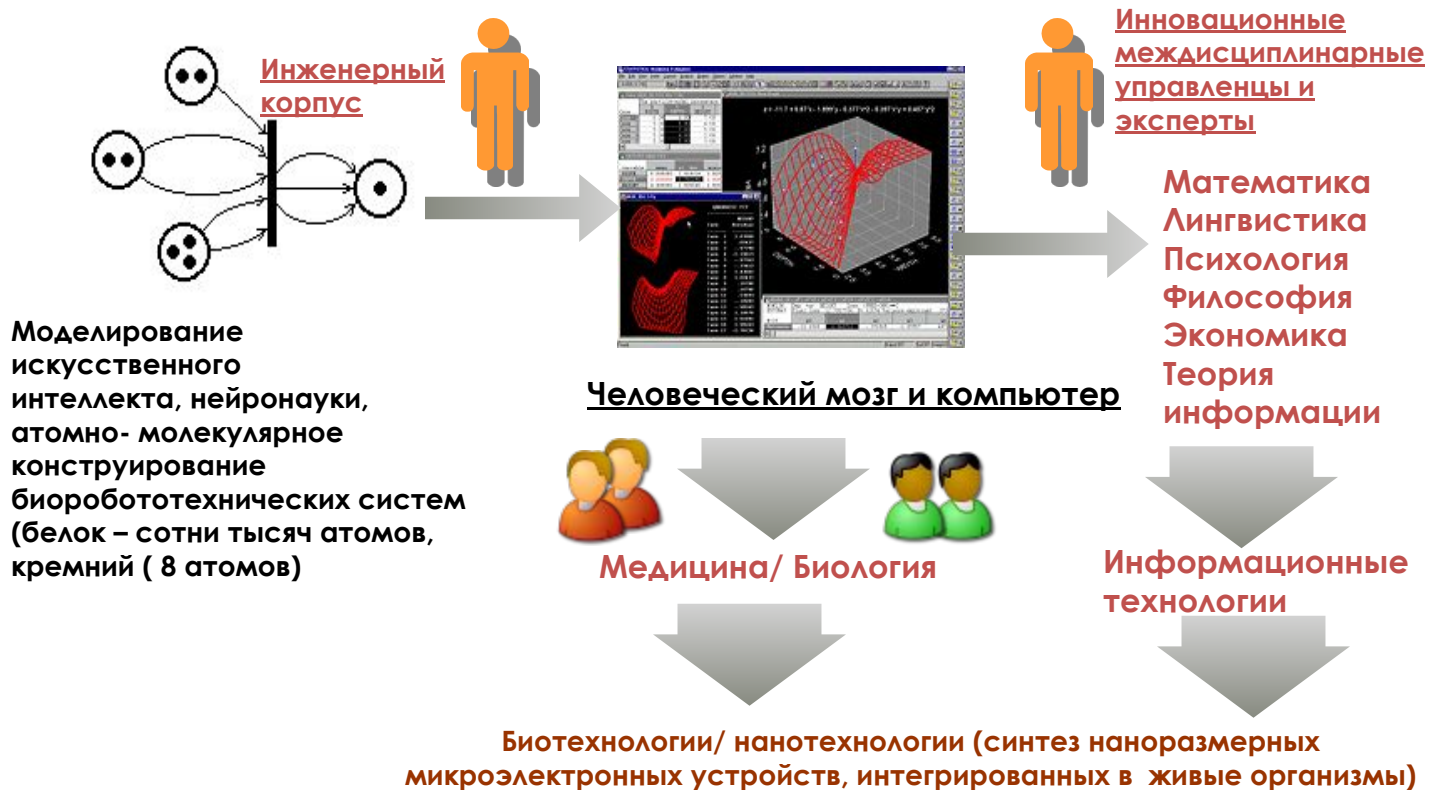 Инженерный
корпус
Инновационные
междисциплинарные
управленцы и
эксперты
Математика
Лингвистика
Психология
Философия
Экономика
Теория
информации
Моделирование
искусственного
интеллекта, нейронауки,
атомно- молекулярное
конструирование
биоробототехнических систем
(белок – сотни тысяч атомов,
кремний ( 8 атомов)
Человеческий мозг и компьютер
Медицина/ Биология
Информационные
технологии
Биотехнологии/ нанотехнологии (синтез наноразмерных
микроэлектронных устройств, интегрированных в живые организмы)